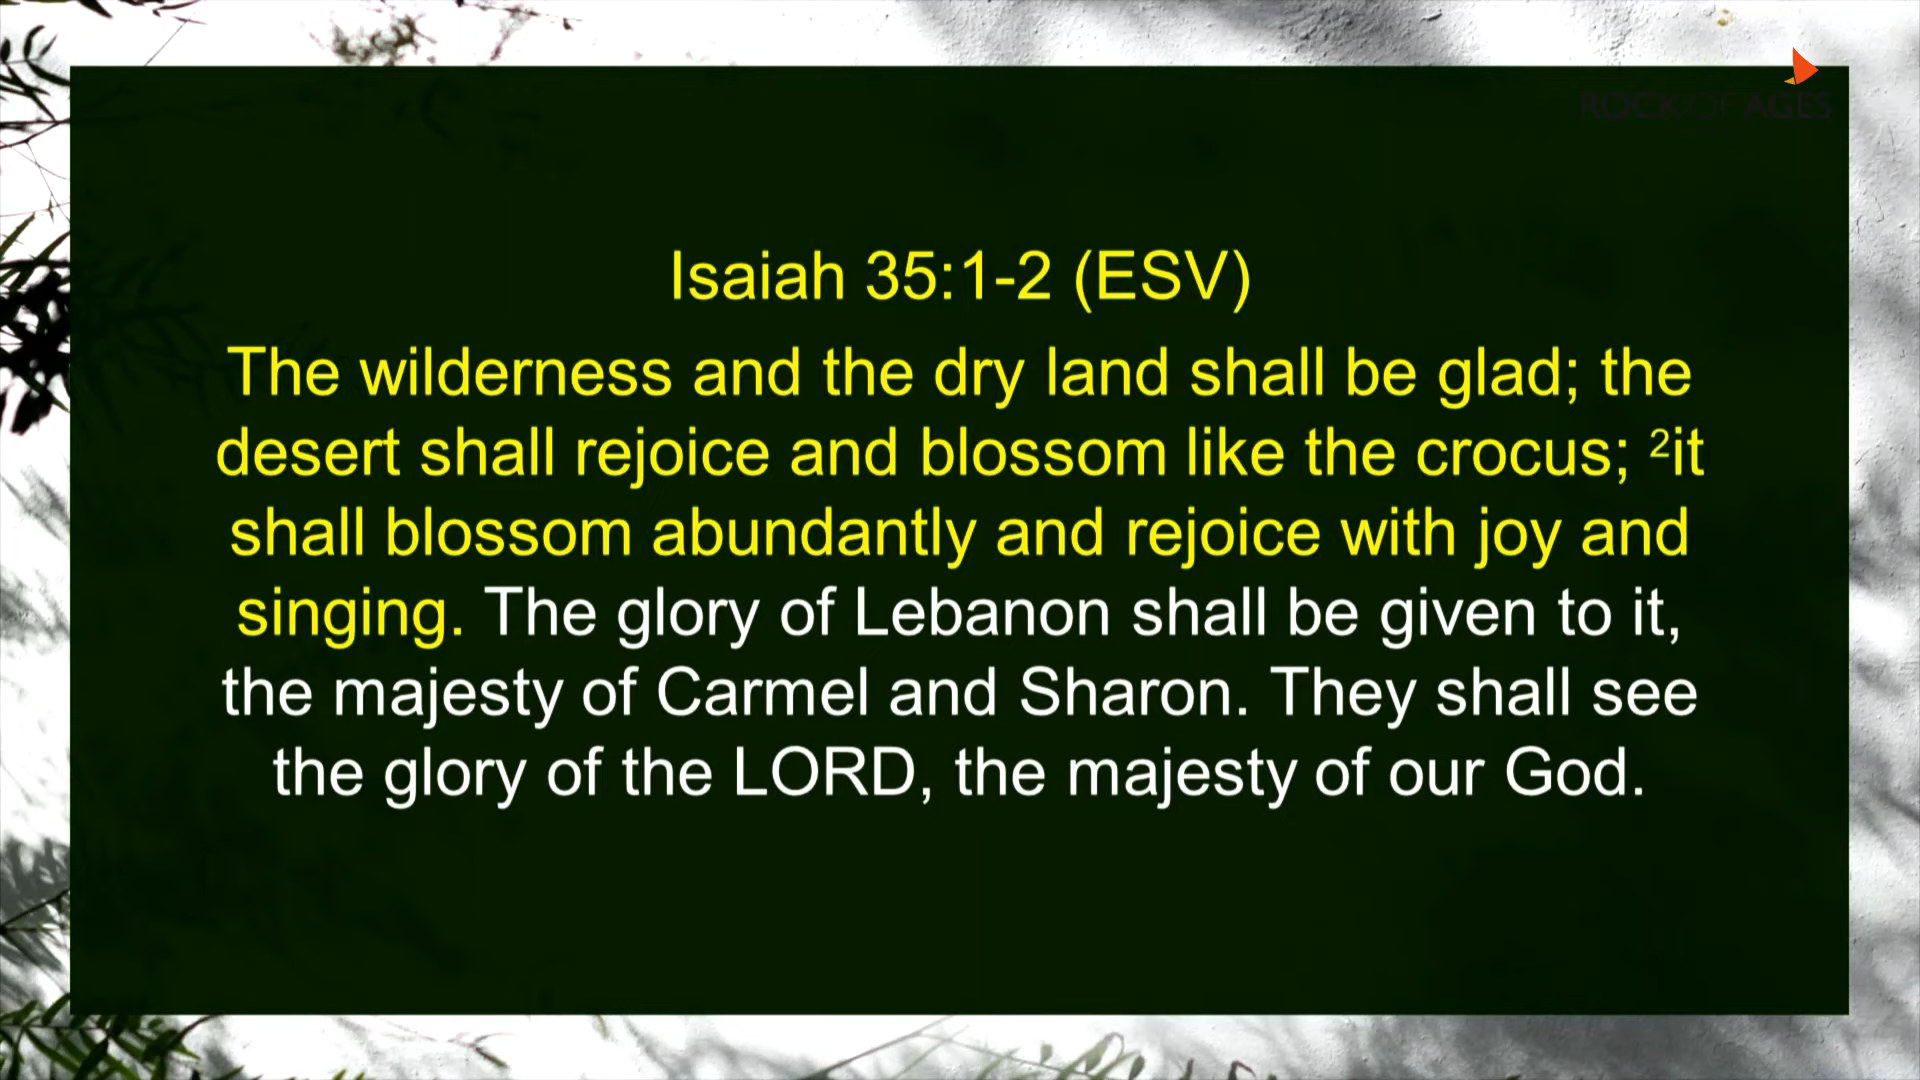 ROCK OF AGES
Isaiah 35:1-2 (ESV)
The wilderness and the dry land shall be glad; the
desert shall rejoice and blossom like the crocus; ²it
shall blossom abundantly and rejoice with joy and
singing. The glory of Lebanon shall be given to it,
the majesty of Carmel and Sharon. They shall see
the glory of the LORD, the majesty of our God.